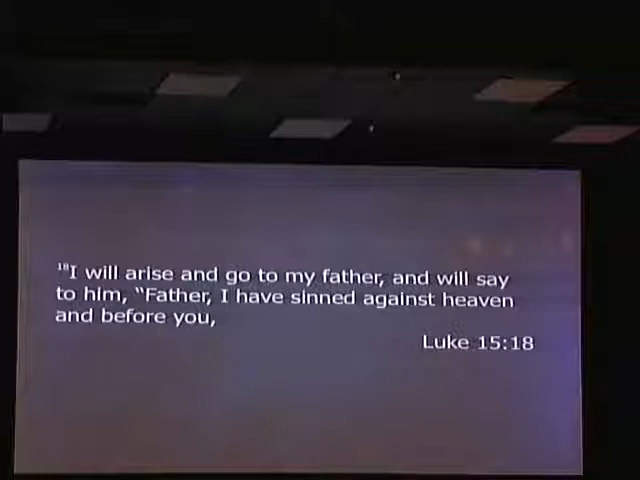 18I will arise and go to my father, and will say
to him, “Father, I have sinned against heaven
and before you,
Luke 15:18